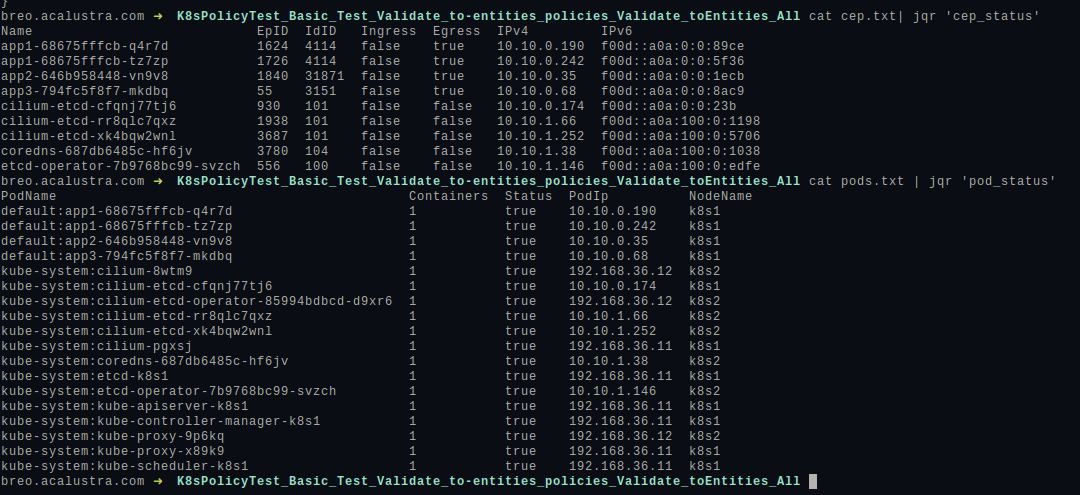 }
breo.acalustra.com ➜  K8sPolicyTest_Basic_Test_Validate_to-entities_policies_Validate_toEntities_All cat cep.txt| jqr 'cep_status'
Name                              EpID  IdID   Ingress  Egress  IPv4         IPv6
app1-68675fffcb-q4r7d             1624  4114   false    true    10.10.0.190  f00d::a0a:0:0:89ce
app1-68675fffcb-tz7zp             1726  4114   false    true    10.10.0.242  f00d::a0a:0:0:5f36
app2-646b958448-vn9v8             1840  31871  false    true    10.10.0.35   f00d::a0a:0:0:1ecb
app3-794fc5f8f7-mkdbq             55    3151   false    true    10.10.0.68   f00d::a0a:0:0:8ac9
cilium-etcd-cfqnj77tj6            930   101    false    false   10.10.0.174  f00d::a0a:0:0:23b
cilium-etcd-rr8qlc7qxz            1938  101    false    false   10.10.1.66   f00d::a0a:100:0:1198
cilium-etcd-xk4bqw2wnl            3687  101    false    false   10.10.1.252  f00d::a0a:100:0:5706
coredns-687db6485c-hf6jv          3780  104    false    false   10.10.1.38   f00d::a0a:100:0:1038
etcd-operator-7b9768bc99-svzch    556   100    false    false   10.10.1.146  f00d::a0a:100:0:edfe
breo.acalustra.com ➜  K8sPolicyTest_Basic_Test_Validate_to-entities_policies_Validate_toEntities_All cat pods.txt | jqr 'pod_status'
PodName                                            Containers  Status  PodIp          NodeName
default:app1-68675fffcb-q4r7d                      1           true    10.10.0.190    k8s1
default:app1-68675fffcb-tz7zp                      1           true    10.10.0.242    k8s1
default:app2-646b958448-vn9v8                      1           true    10.10.0.35     k8s1
default:app3-794fc5f8f7-mkdbq                      1           true    10.10.0.68     k8s1
kube-system:cilium-8wtm9                           1           true    192.168.36.12  k8s2
kube-system:cilium-etcd-cfqnj77tj6                 1           true    10.10.0.174    k8s1
kube-system:cilium-etcd-operator-85994bdbcd-d9xr6  1           true    192.168.36.12  k8s2
kube-system:cilium-etcd-rr8qlc7qxz                 1           true    10.10.1.66     k8s2
kube-system:cilium-etcd-xk4bqw2wnl                 1           true    10.10.1.252    k8s2
kube-system:cilium-pgxsj                           1           true    192.168.36.11  k8s1
kube-system:coredns-687db6485c-hf6jv               1           true    10.10.1.38     k8s2
kube-system:etcd-k8s1                              1           true    192.168.36.11  k8s1
kube-system:etcd-operator-7b9768bc99-svzch         1           true    10.10.1.146    k8s2
kube-system:kube-apiserver-k8s1                    1           true    192.168.36.11  k8s1
kube-system:kube-controller-manager-k8s1           1           true    192.168.36.11  k8s1
kube-system:kube-proxy-9p6kq                       1           true    192.168.36.12  k8s2
kube-system:kube-proxy-x89k9                       1           true    192.168.36.11  k8s1
kube-system:kube-scheduler-k8s1                    1           true    192.168.36.11  k8s1
breo.acalustra.com ➜  K8sPolicyTest_Basic_Test_Validate_to-entities_policies_Validate_toEntities_All